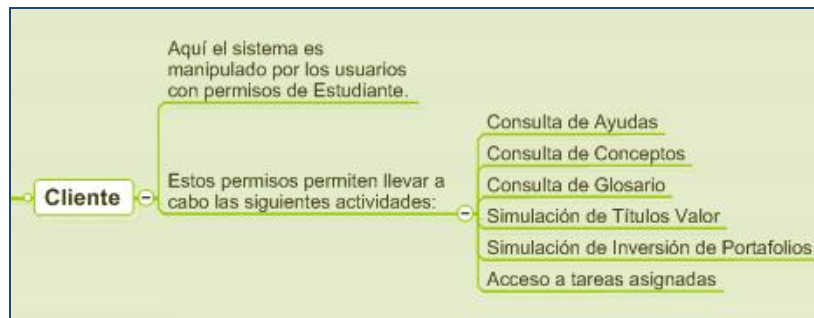 Cliente
Aquí el sistema es
manipulado por los usuarios
con permisos de Estudiante.
Estos permisos permiten llevar a
cabo las siguientes actividades:
Consulta de Ayudas
Consulta de Conceptos
Consulta de Glosario
Simulación de Títulos Valor
Simulación de Inversión de Portafolios
Acceso a tareas asignadas